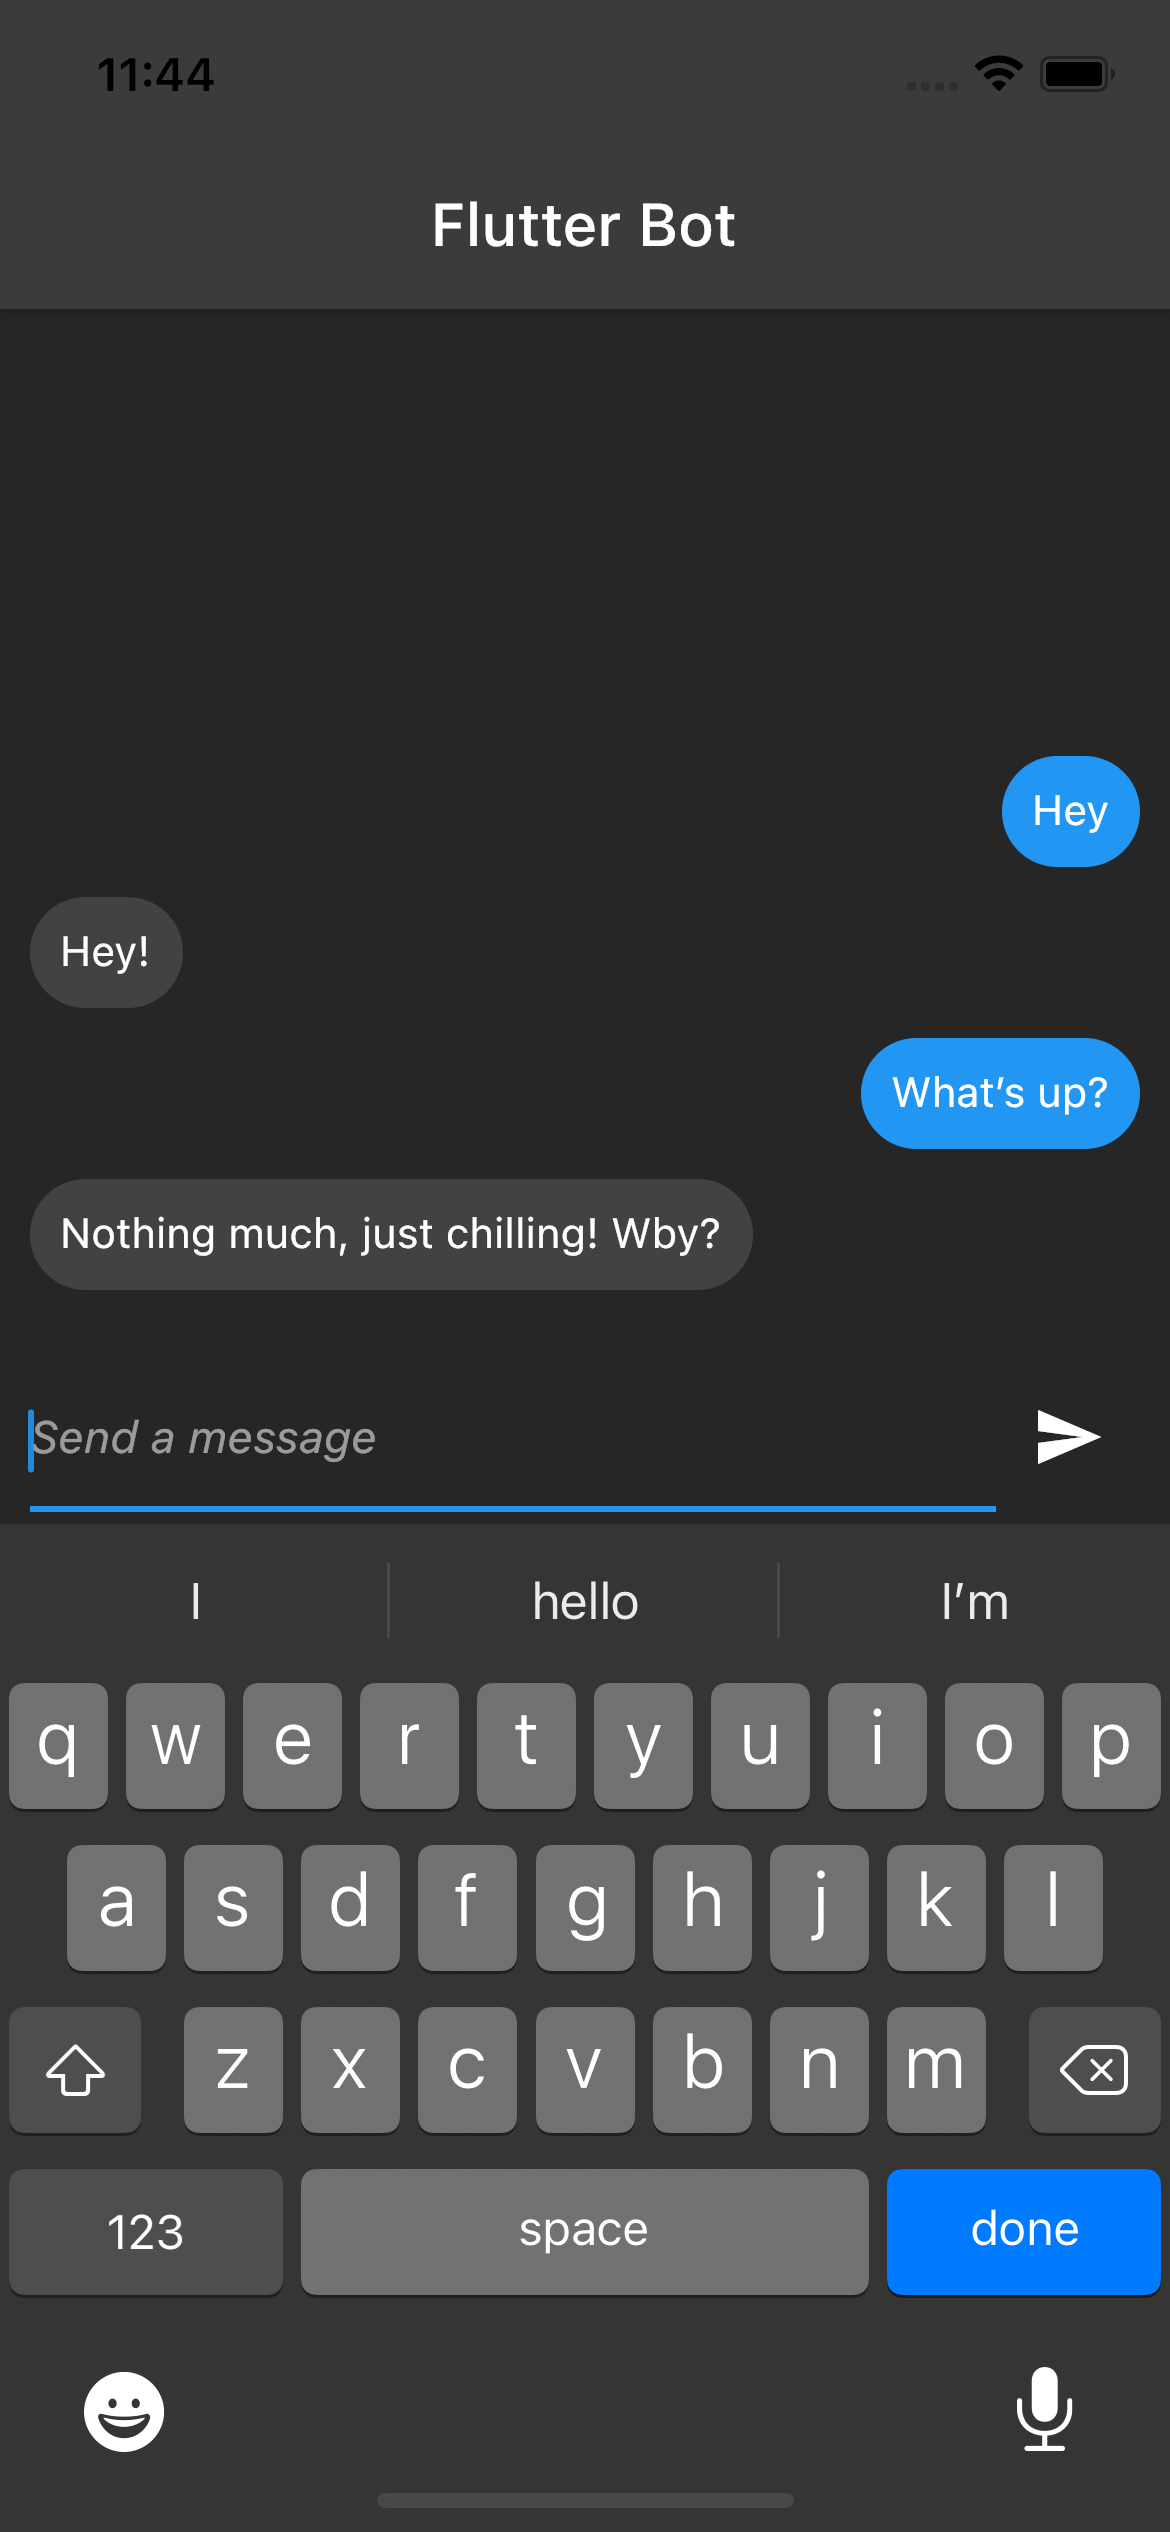 11:44
Flutter Bot
Hey
Hey!
What’s up?
Nothing much, just chilling! Wby?
Send a message
I hello I’m
q w e r t y u i o p
a s d f g h j k l
z x c v b n m
123 space done